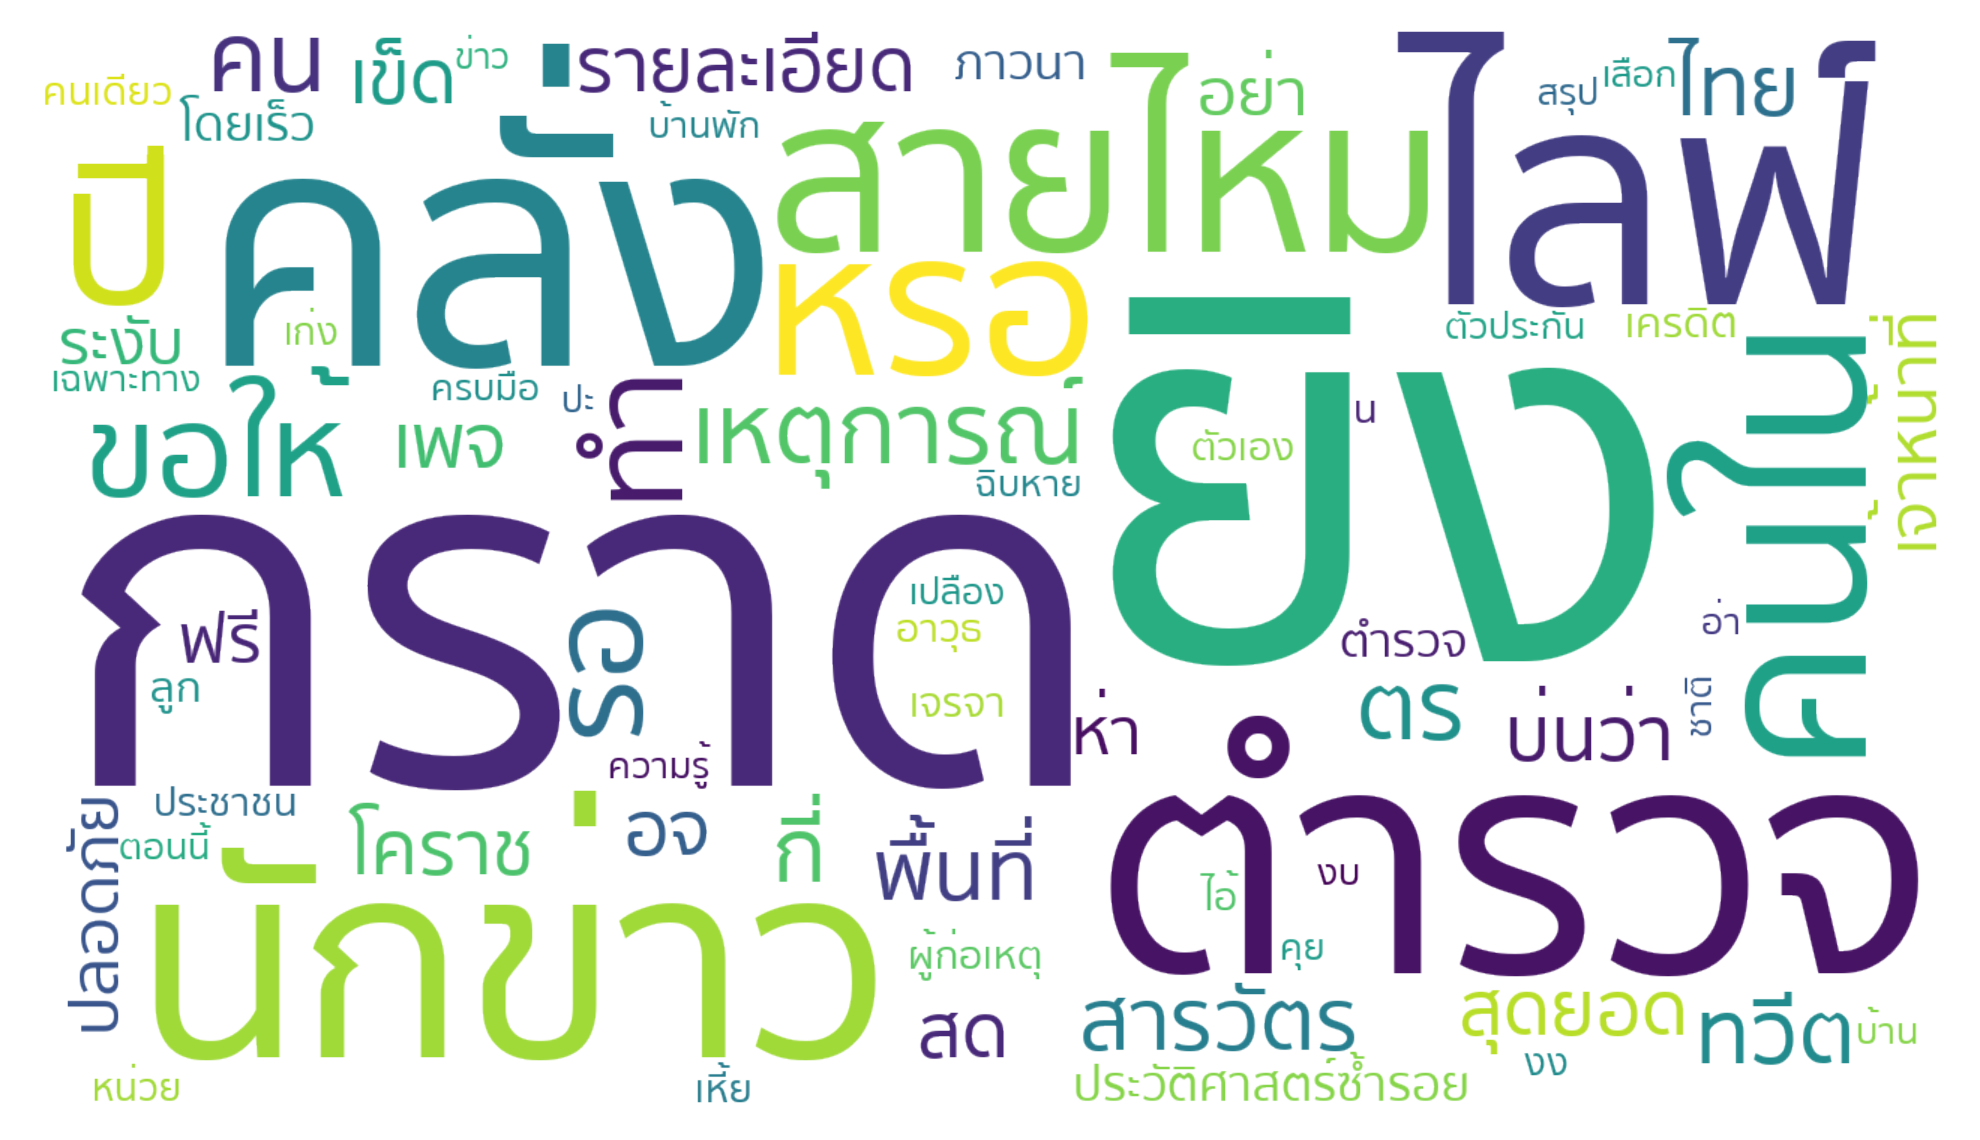 คน
เข็ด
ข่าว
่รายละเอียด
ภาวนา
คนเดียว
โดยเร็ว
บ้านพัก
อย่า
สรุป
เสือก
ไทย
ปี
คลั่ง
สายไหม
ไลฟ์
หรอ
ยิง
ระงับ
เก่ง
เฉพาะทาง
ครบมือ
ปะ
ทำ
ขอให้
เพจ
เหตุการณ์
ฉิบหาย
ตัวประกัน
เครดิต
คนใน
เจ้าหน้าที่
น
ตัวเอง
กราด
ฟรี
ลูก
รอ
เปลือง
อาวุธ
เจรจา
ความรู้
ตำรวจ
อ่า
ตร
ห่า
บ่นว่า
ชาติ
ประชาชน
ตอนนี้
ปลอดภัย
โคราช
อจ
กี่
พื้นที่
ตำรวจ
งบ
ไอ้
คุย
นักข่าว
ผู้ก่อเหตุ
สด
สารวัตร
สุดยอด
ทวีต
บ้าน
งง
หน่วย
เหี้ย
ประวัติศาสตร์ซ้ำรอย